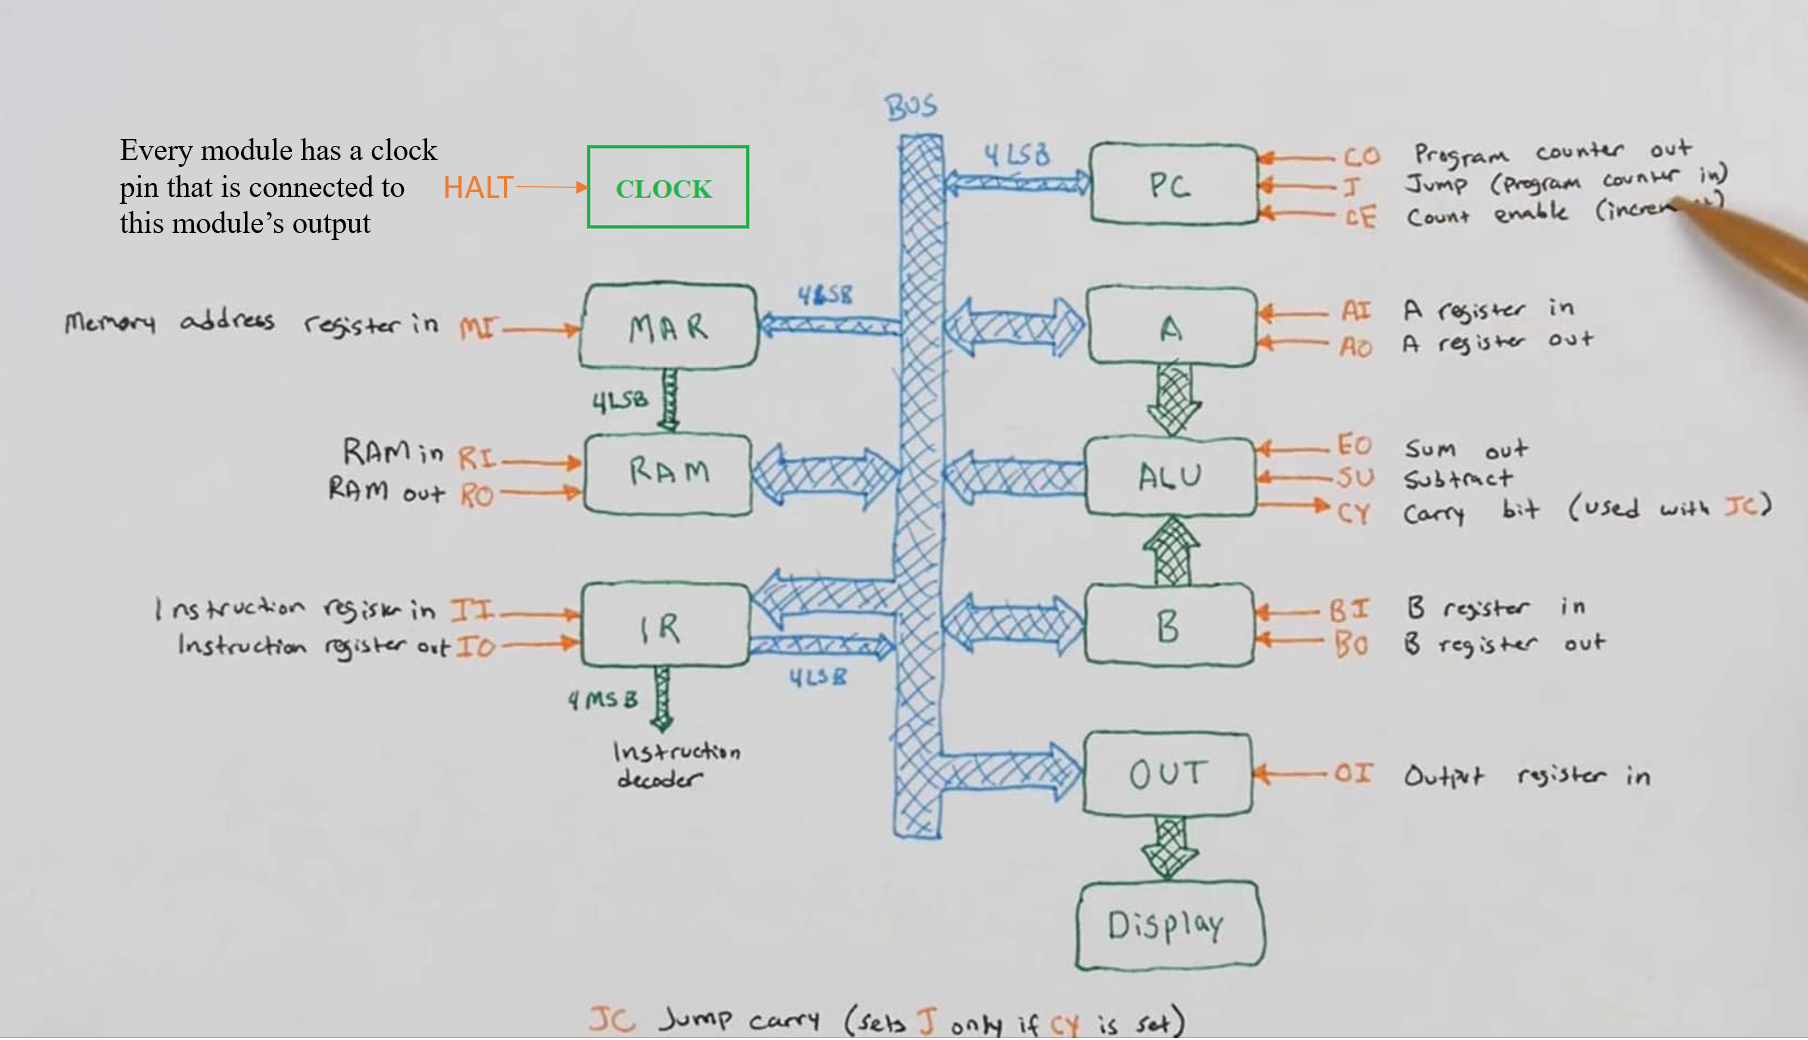 BUS
Every module has a clock
pin that is connected to
this module's output
HALT
CLOCK
4 LSB
PC
CO Program counter out
J Jump (Program counter in)
CE Count enable
Memory address register in MI
MAR
4LSB
A
AI A register in
AO A register out
4LSB
RAM in RI
RAM out RO
RAM
ALU
EO Sum out
SU Subtract
CY Carry bit (used with JC)
Instruction register in II
Instruction register out IO
IR
4LSB
B
BI B register in
BO B register out
4 MSB
Instruction
decoder
OUT
OI Output register in
Display
JC Jump carry (sets J only if CY is set)